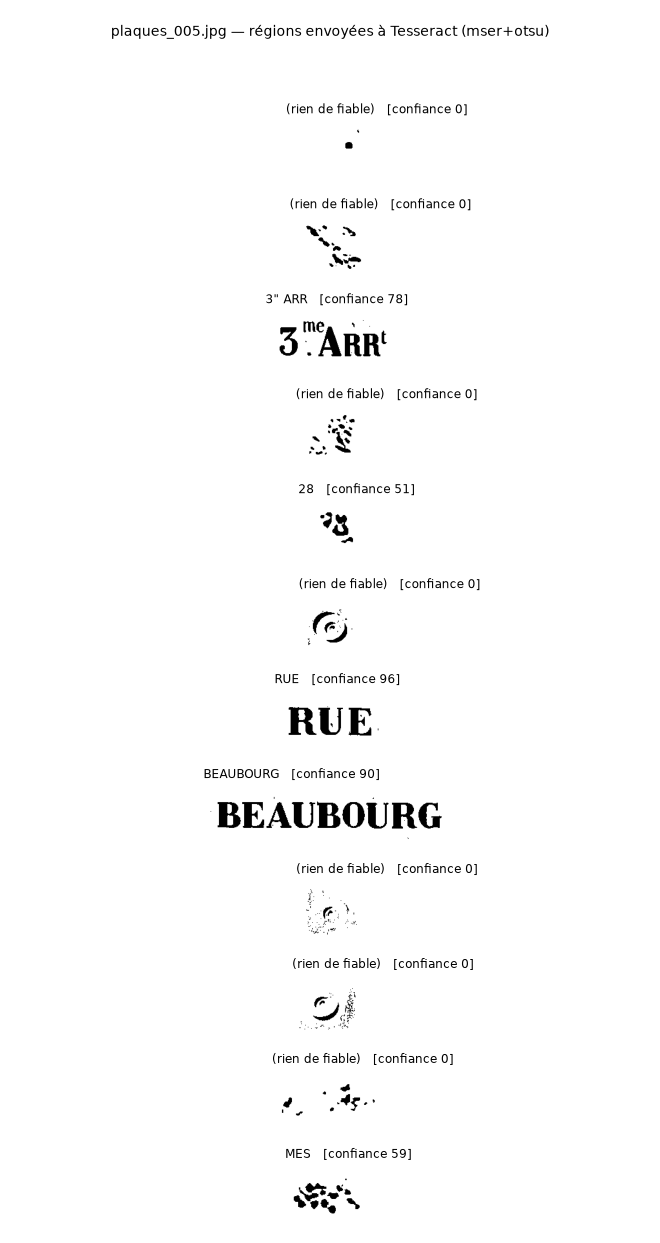 plaques_005.jpg — régions envoyées à Tesseract (mser+otsu)
(rien de fiable) [confiance 0]
(rien de fiable) [confiance 0]
3" ARR [confiance 78]
3me ARRt
(rien de fiable) [confiance 0]
28 [confiance 51]
(rien de fiable) [confiance 0]
RUE [confiance 96]
RUE
BEAUBOURG [confiance 90]
BEAUBOURG
(rien de fiable) [confiance 0]
(rien de fiable) [confiance 0]
(rien de fiable) [confiance 0]
MES [confiance 59]